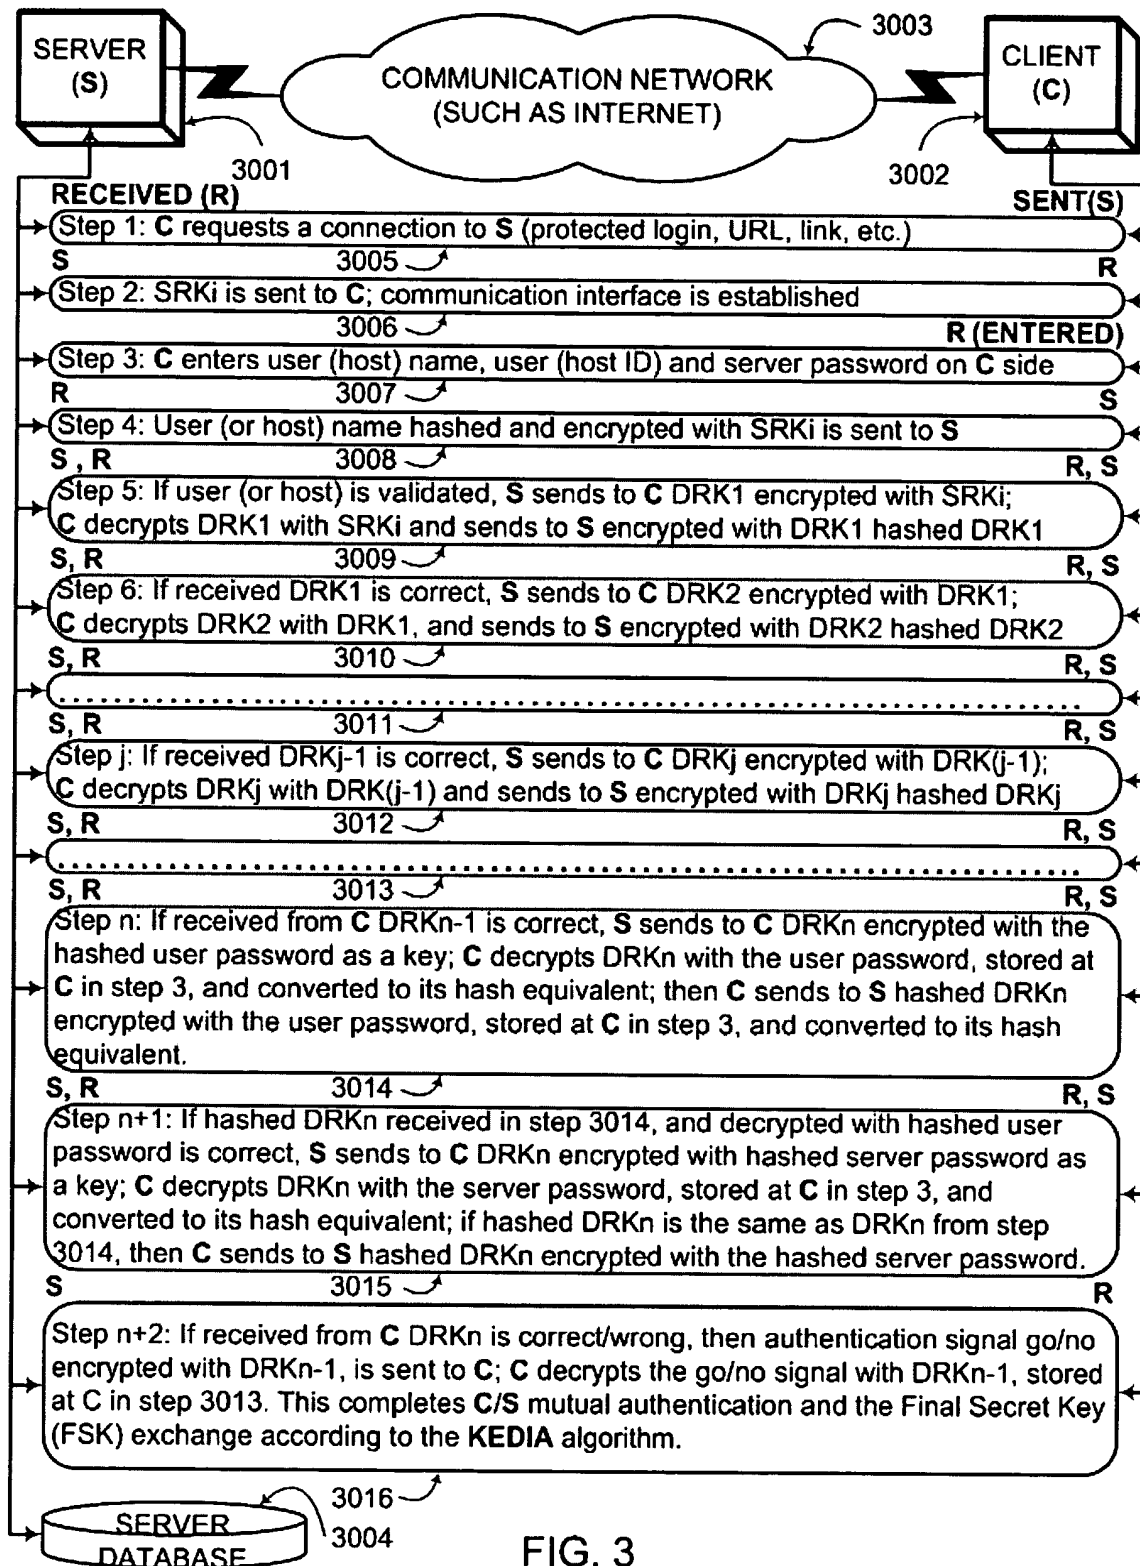 SERVER
(S)
COMMUNICATION NETWORK
(SUCH AS INTERNET)
3003
CLIENT
(C)
3001
3002
RECEIVED (R)
SENT(S)
Step 1: C requests a connection to S (protected login, URL, link, etc.)
S
3005
R
Step 2: SRKi is sent to C; communication interface is established
3006
R (ENTERED)
Step 3: C enters user (host) name, user (host ID) and server password on C side
R
3007
S
Step 4: User (or host) name hashed and encrypted with SRKi is sent to S
S , R
3008
R, S
Step 5: If user (or host) is validated, S sends to C DRK1 encrypted with SRKi;
C decrypts DRK1 with SRKi and sends to S encrypted with DRK1 hashed DRK1
S, R
3009
R, S
Step 6: If received DRK1 is correct, S sends to C DRK2 encrypted with DRK1;
C decrypts DRK2 with DRK1, and sends to S encrypted with DRK2 hashed DRK2
S, R
3010
R, S
S, R
3011
R, S
Step j: If received DRKj-1 is correct, S sends to C DRKj encrypted with DRK(j-1);
C decrypts DRKj with DRK(j-1) and sends to S encrypted with DRKj hashed DRKj
S, R
3012
R, S
S, R
3013
R, S
Step n: If received from C DRKn-1 is correct, S sends to C DRKn encrypted with the
hashed user password as a key; C decrypts DRKn with the user password, stored at
C in step 3, and converted to its hash equivalent; then C sends to S hashed DRKn
encrypted with the user password, stored at C in step 3, and converted to its hash
equivalent.
S, R
3014
R, S
Step n+1: If hashed DRKn received in step 3014, and decrypted with hashed user
password is correct, S sends to C DRKn encrypted with hashed server password as
a key; C decrypts DRKn with the server password, stored at C in step 3, and
converted to its hash equivalent; if hashed DRKn is the same as DRKn from step
3014, then C sends to S hashed DRKn encrypted with the hashed server password.
S
3015
R
Step n+2: If received from C DRKn is correct/wrong, then authentication signal go/no
encrypted with DRKn-1, is sent to C; C decrypts the go/no signal with DRKn-1, stored
at C in step 3013. This completes C/S mutual authentication and the Final Secret Key
(FSK) exchange according to the KEDIA algorithm.
3016
SERVER
DATABASE
3004
FIG. 3